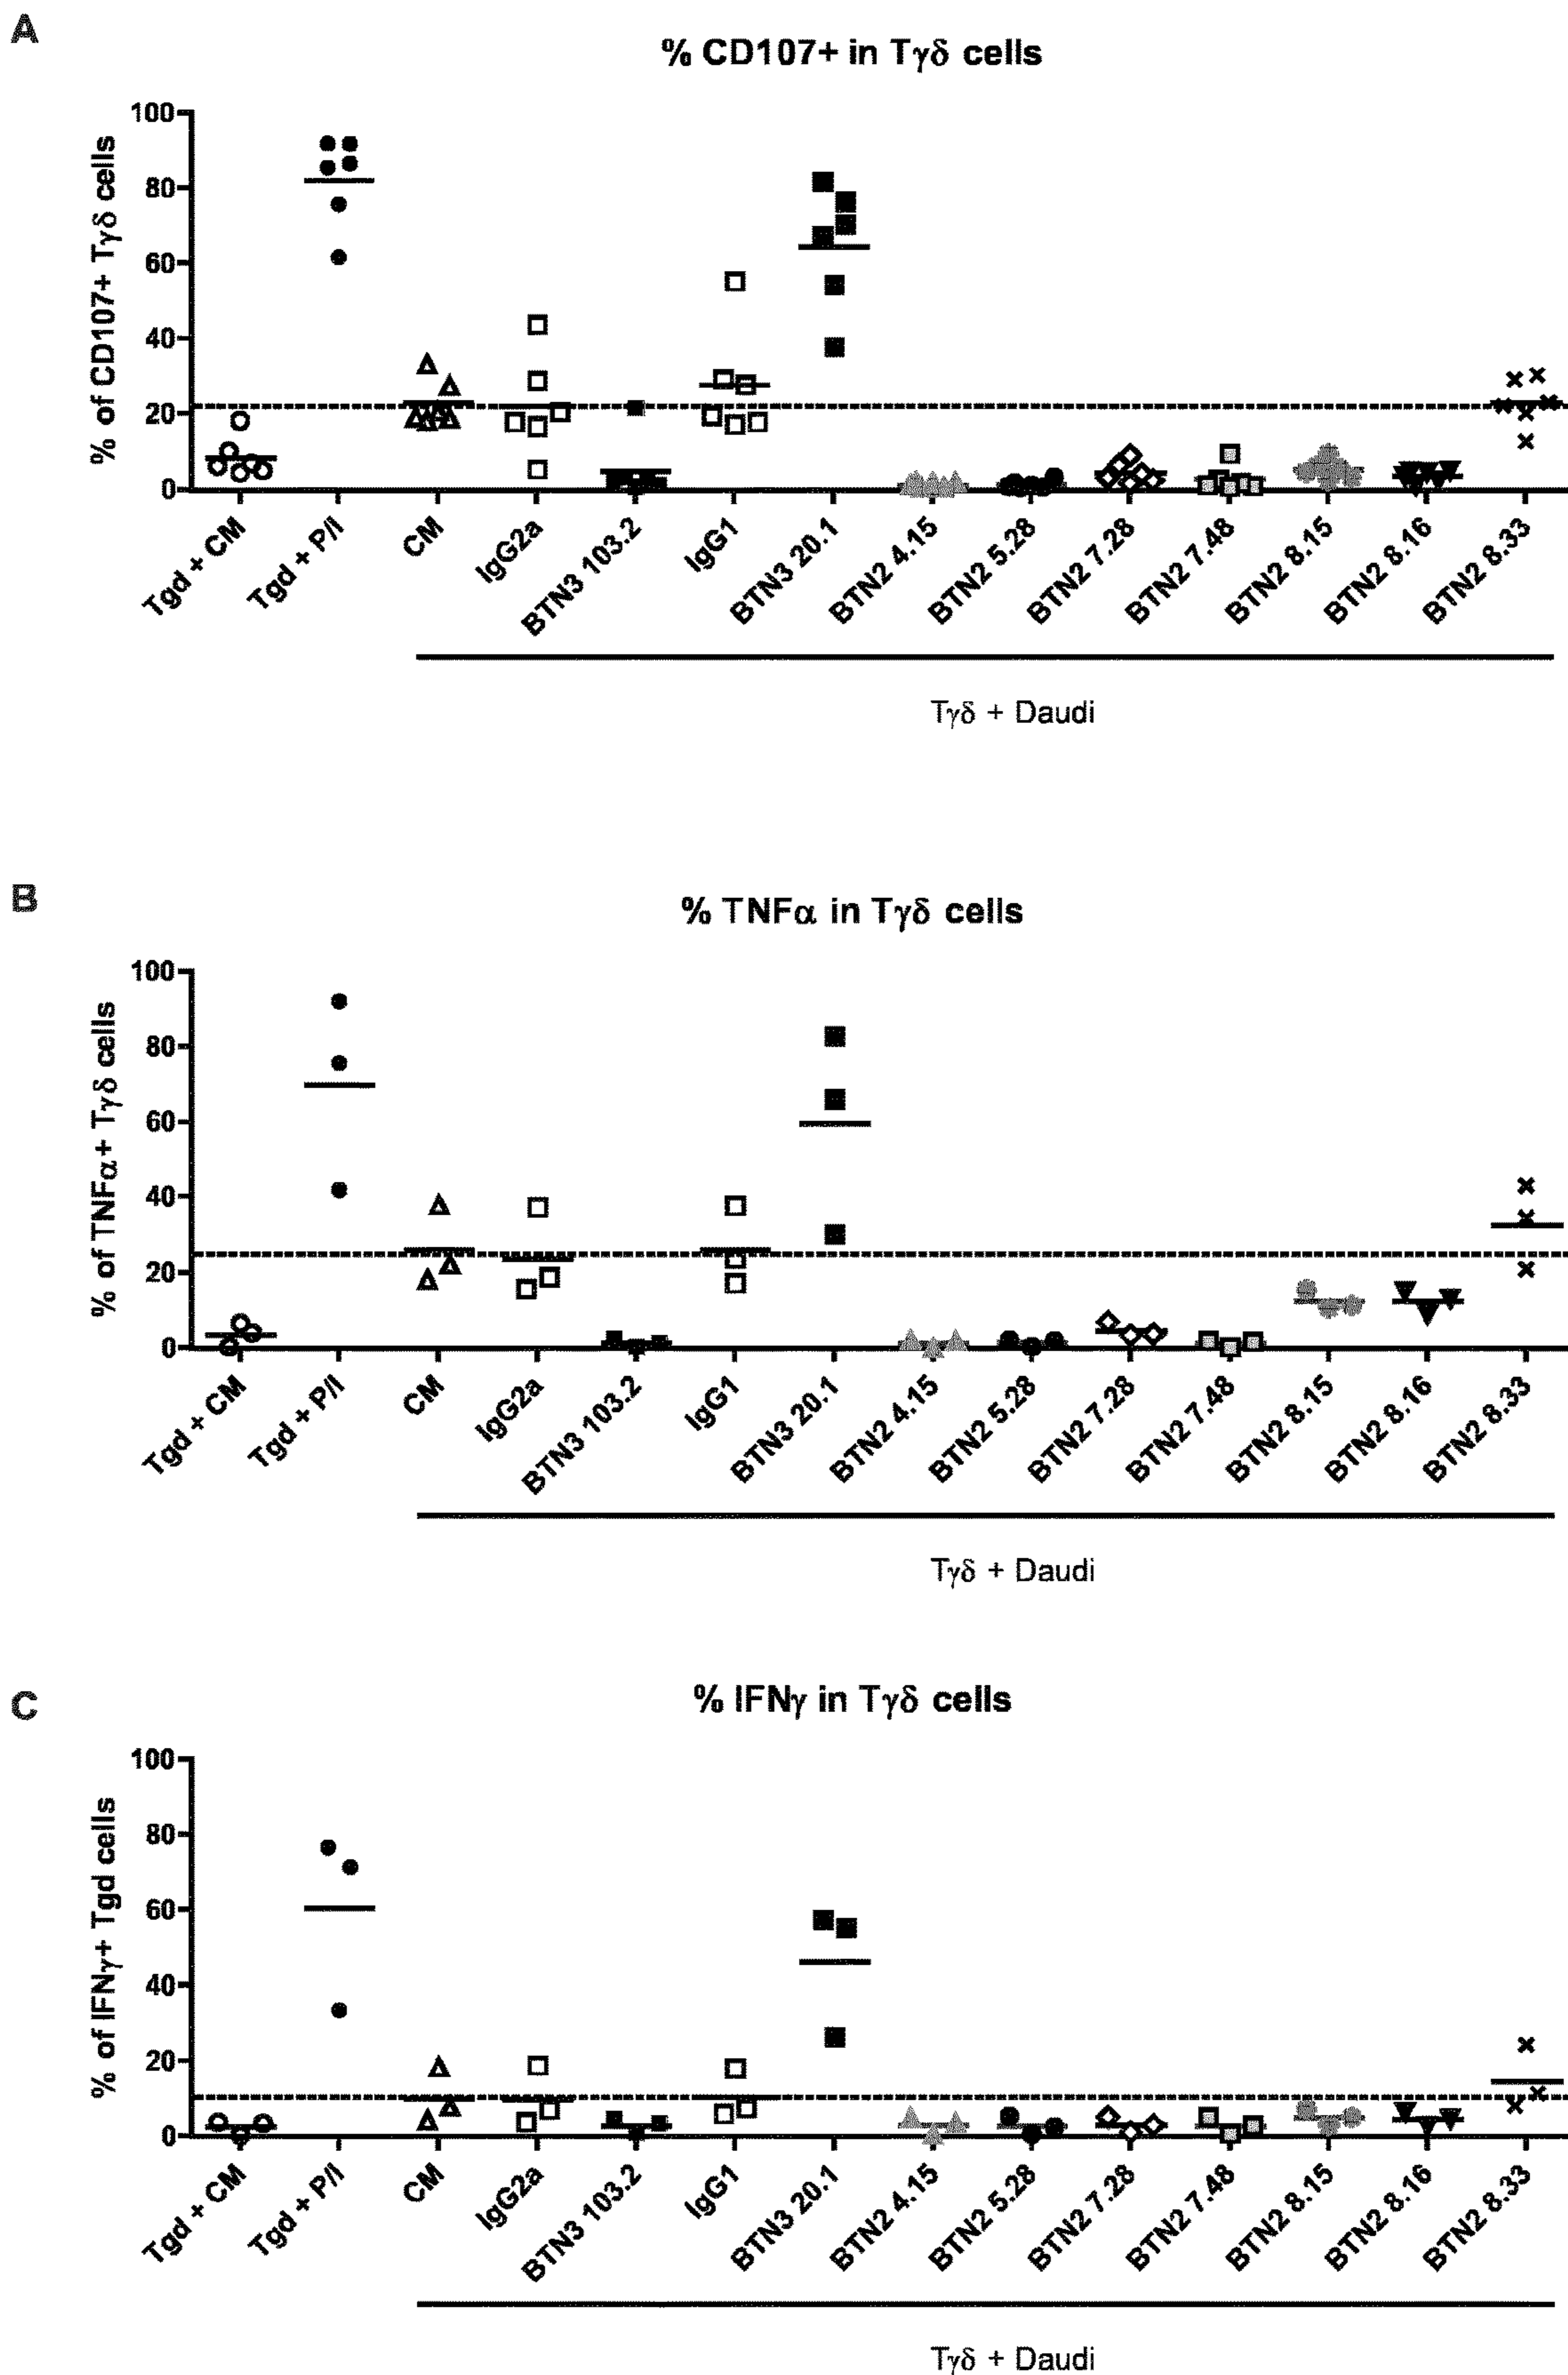 A
% CD107+ in Tγδ cells
% of CD107+ Tγδ cells
100
80
60
40
20
0
Tgd + CM
Tgd + P/I
CM
IgG2a
BTN3 103.2
IgG1
BTN3 20.1
BTN2 4.15
BTN2 5.28
BTN2 7.28
BTN2 7.48
BTN2 8.15
BTN2 8.16
BTN2 8.33
Tγδ + Daudi
B
% TNFα in Tγδ cells
% of TNFα+ Tγδ cells
100
80
60
40
20
0
Tgd + CM
Tgd + P/I
CM
IgG2a
BTN3 103.2
IgG1
BTN3 20.1
BTN2 4.15
BTN2 5.28
BTN2 7.28
BTN2 7.48
BTN2 8.15
BTN2 8.16
BTN2 8.33
Tγδ + Daudi
C
% IFNγ in Tγδ cells
% of IFNγ+ Tgd cells
100
80
60
40
20
0
Tgd + CM
Tgd + P/I
CM
IgG2a
BTN3 103.2
IgG1
BTN3 20.1
BTN2 4.15
BTN2 5.28
BTN2 7.28
BTN2 7.48
BTN2 8.15
BTN2 8.16
BTN2 8.33
Tγδ + Daudi